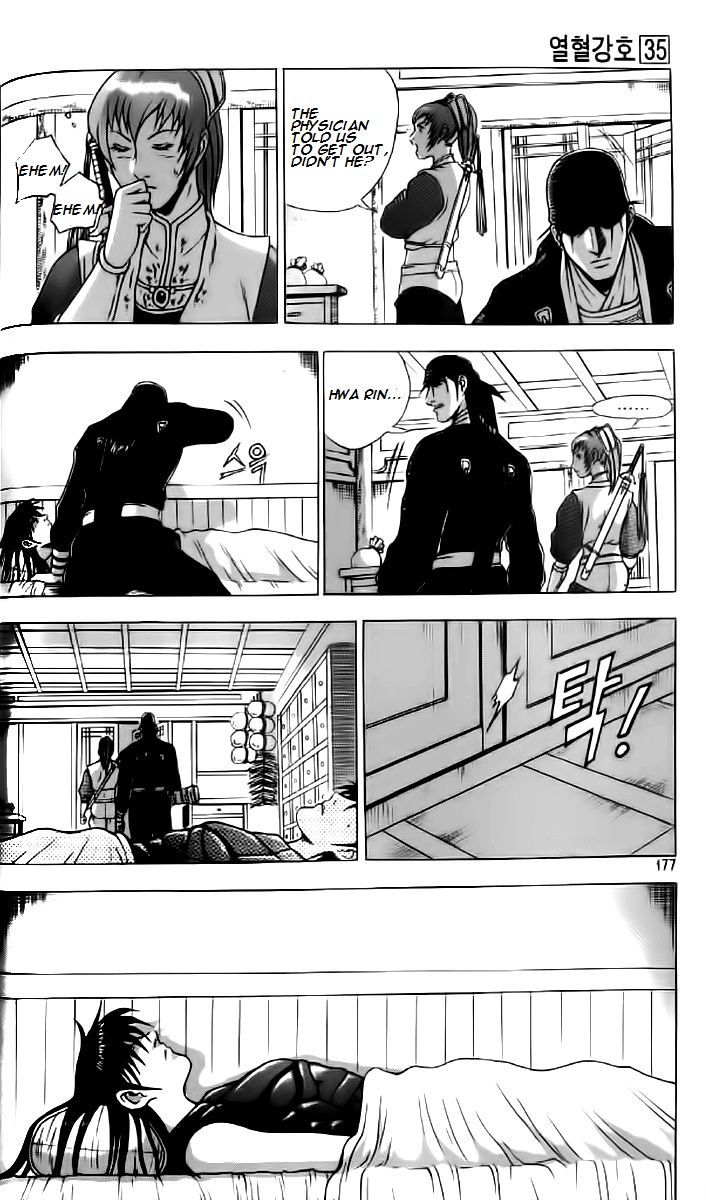 열혈강호 35
EHEM!
EHEM!
THE
PHYSICIAN
TOLD US
TO GET OUT,
DIDN'T HE?
스윽
HWA RIN...
......
탁!
177